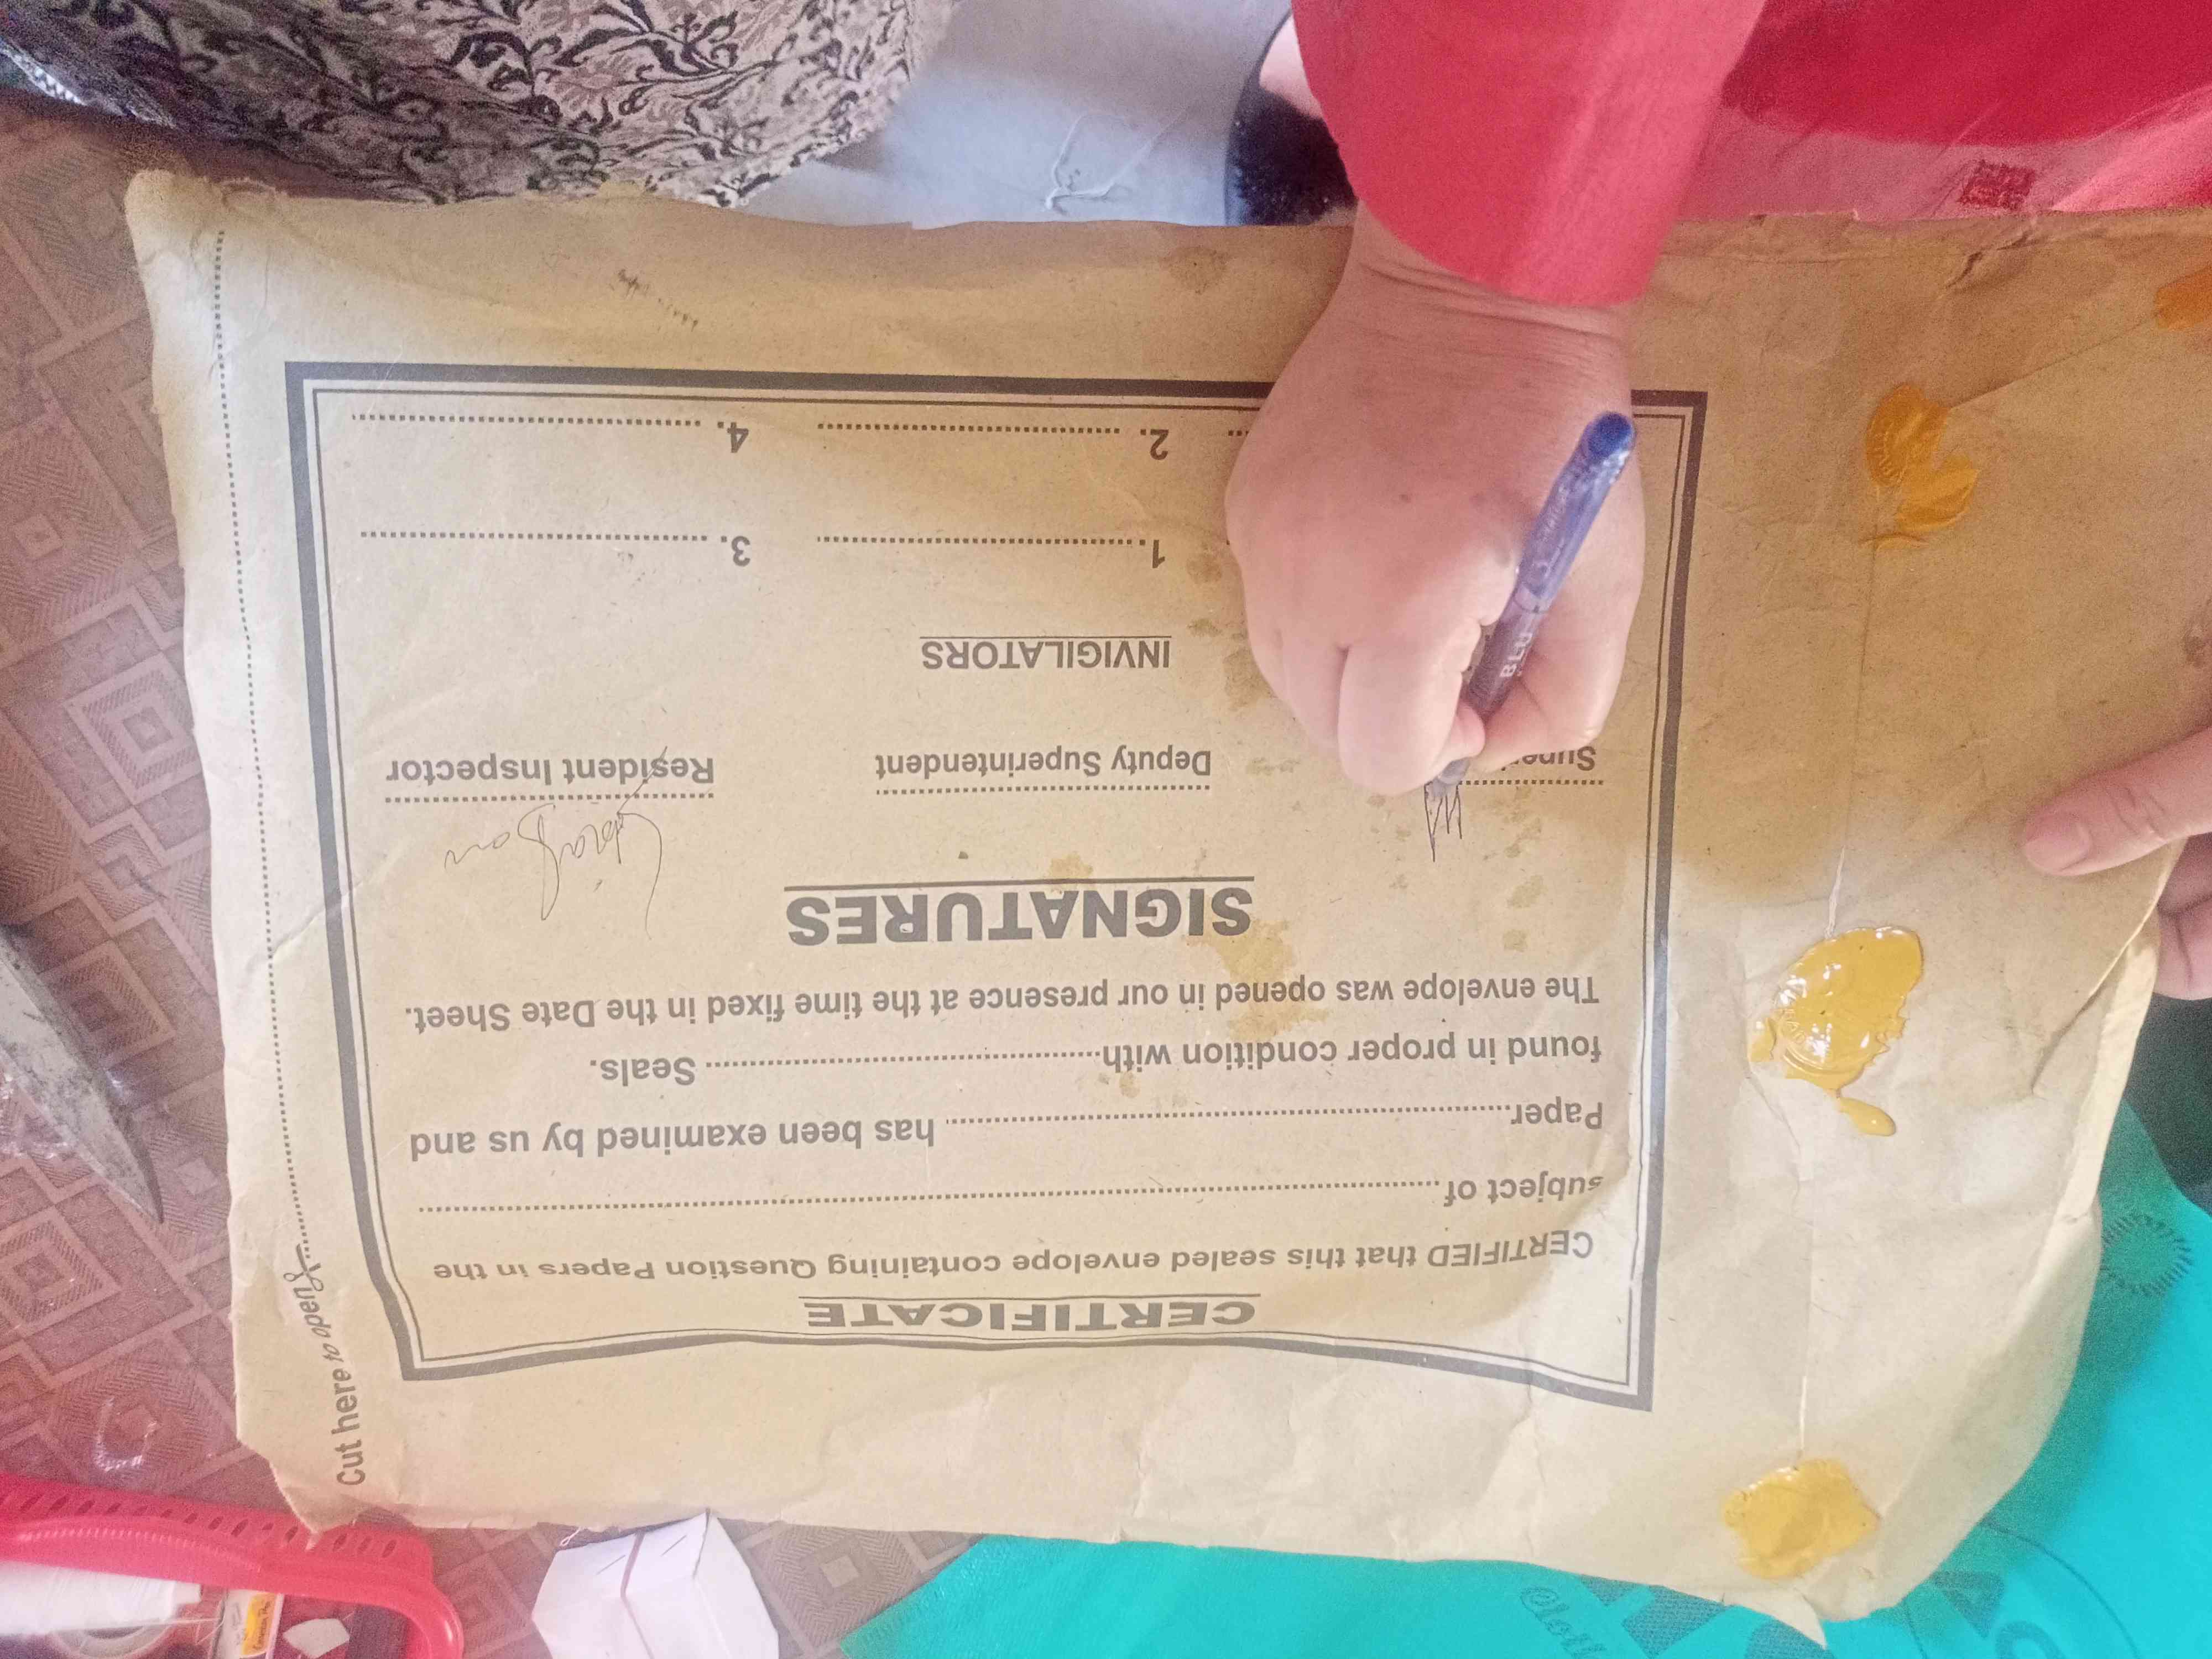 Cut here to open
CERTIFICATE
CERTIFIED that this sealed envelope containing Question Papers in the
subject of ........................................................................
Paper........................................ has been examined by us and
found in proper condition with........................................ Seals.
The envelope was opened in our presence at the time fixed in the Date Sheet.
SIGNATURES
Deputy Superintendent Resident Inspector
INVIGILATORS
1. .............................. 3. ..............................
2. .............................. 4. ..............................
BLU
Cloth